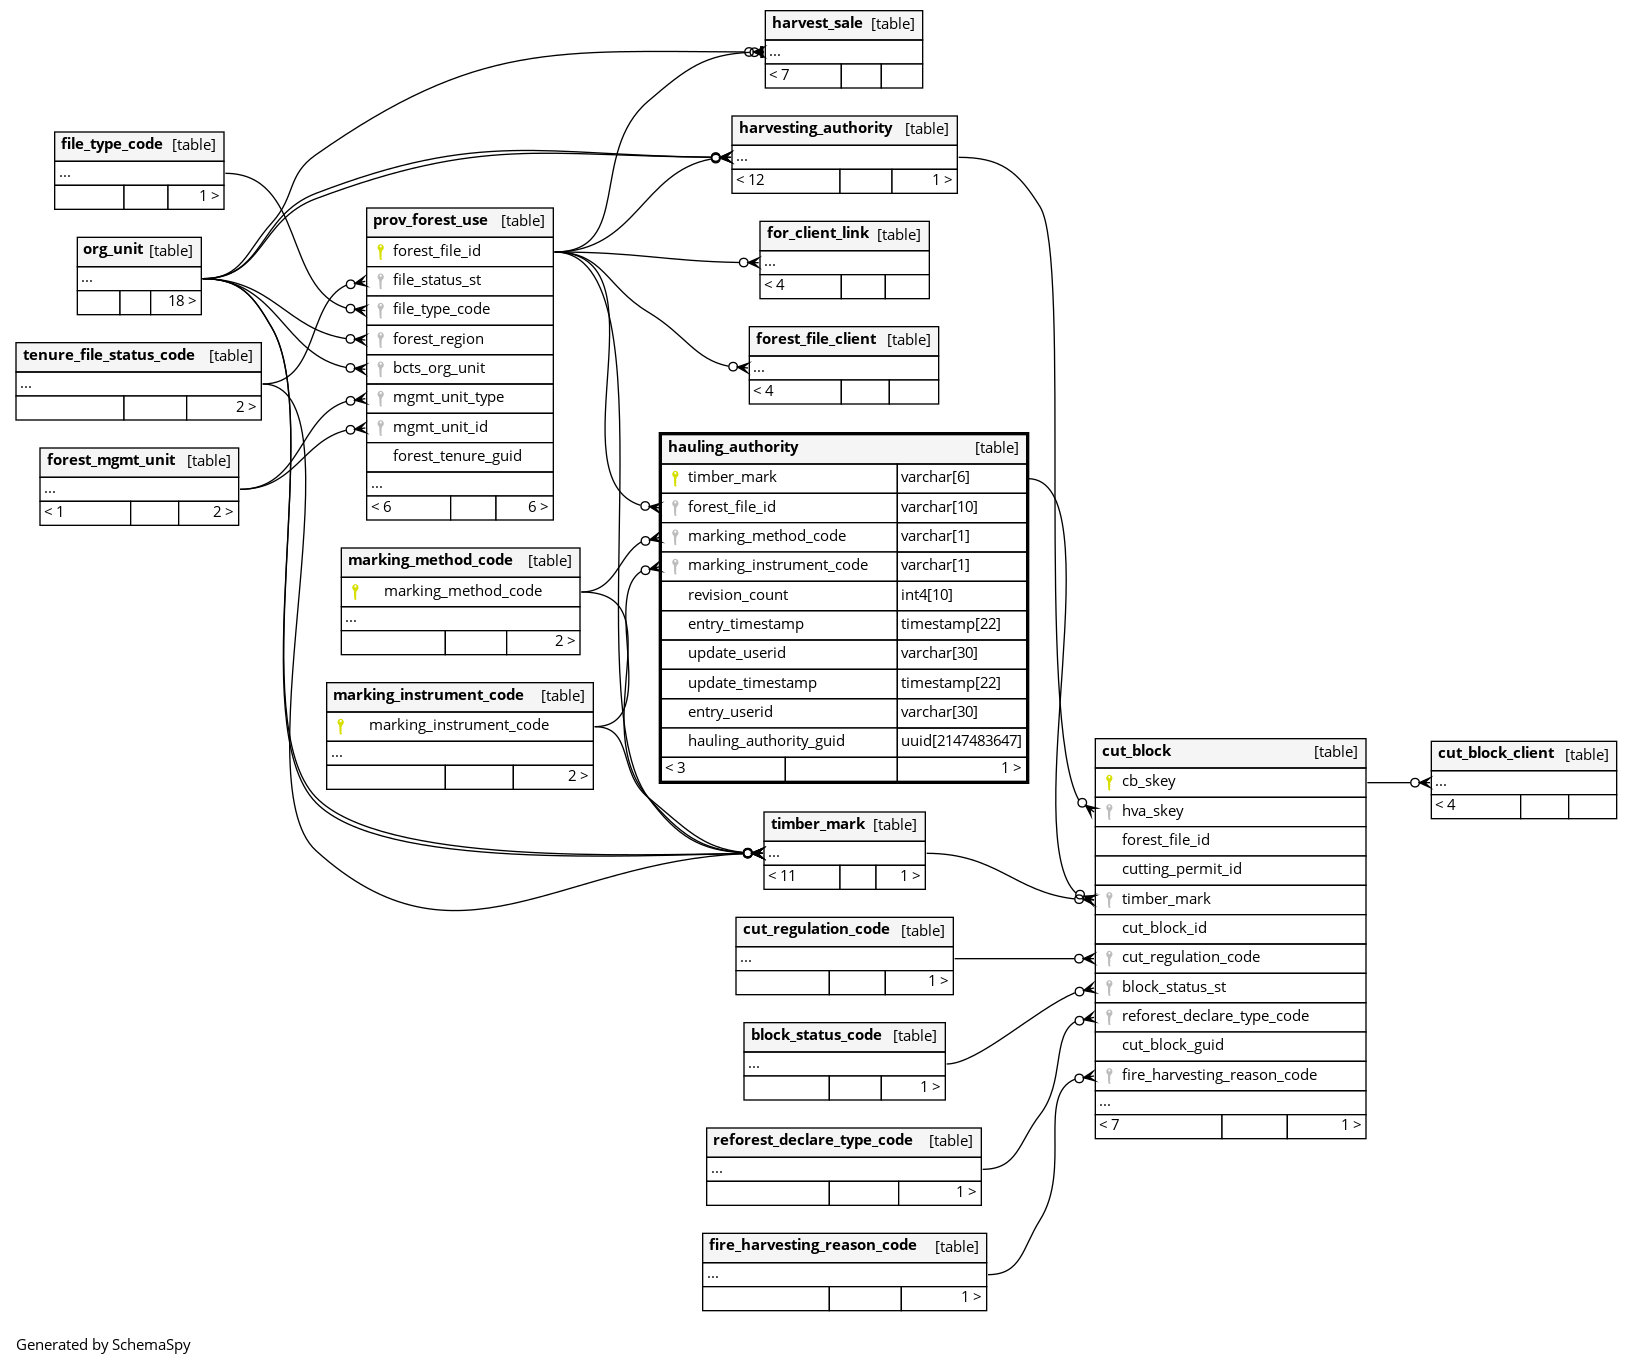 harvest_sale [table]
...
< 7
harvesting_authority [table]
...
< 12 1 >
file_type_code [table]
...
1 >
org_unit [table]
...
18 >
tenure_file_status_code [table]
...
2 >
forest_mgmt_unit [table]
...
< 1 2 >
prov_forest_use [table]
forest_file_id
file_status_st
file_type_code
forest_region
bcts_org_unit
mgmt_unit_type
mgmt_unit_id
forest_tenure_guid
...
< 6 6 >
for_client_link [table]
...
< 4
forest_file_client [table]
...
< 4
marking_method_code [table]
marking_method_code
...
2 >
marking_instrument_code [table]
marking_instrument_code
...
2 >
hauling_authority [table]
timber_mark varchar[6]
forest_file_id varchar[10]
marking_method_code varchar[1]
marking_instrument_code varchar[1]
revision_count int4[10]
entry_timestamp timestamp[22]
update_userid varchar[30]
update_timestamp timestamp[22]
entry_userid varchar[30]
hauling_authority_guid uuid[2147483647]
< 3 1 >
timber_mark [table]
...
< 11 1 >
cut_regulation_code [table]
...
1 >
block_status_code [table]
...
1 >
reforest_declare_type_code [table]
...
1 >
fire_harvesting_reason_code [table]
...
1 >
cut_block [table]
cb_skey
hva_skey
forest_file_id
cutting_permit_id
timber_mark
cut_block_id
cut_regulation_code
block_status_st
reforest_declare_type_code
cut_block_guid
fire_harvesting_reason_code
...
< 7 1 >
cut_block_client [table]
...
< 4
Generated by SchemaSpy